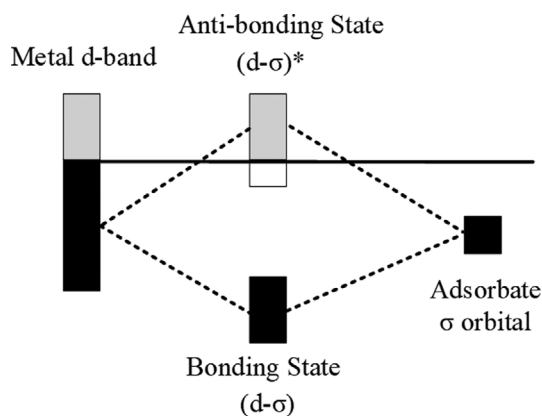 Anti-bonding State
(d-σ)*
Metal d-band
Adsorbate
σ orbital
Bonding State
(d-σ)